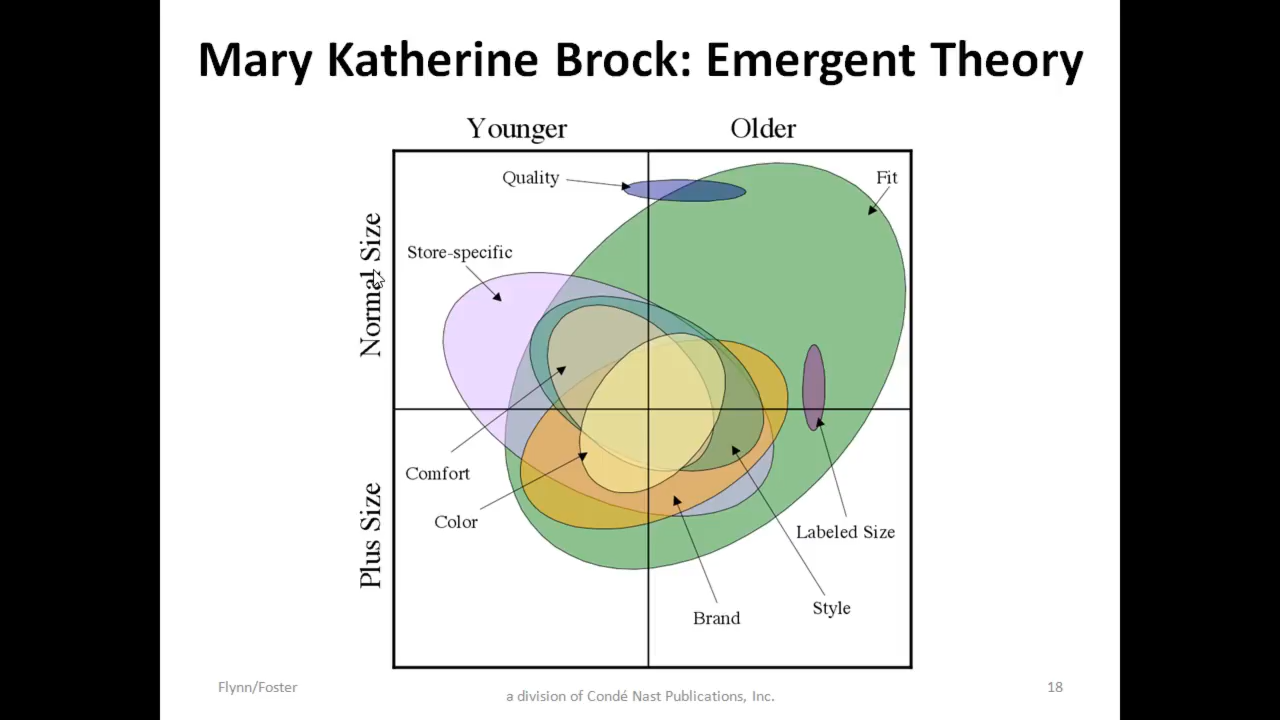 Mary Katherine Brock: Emergent Theory
Younger
Older
Quality
Fit
Store-specific
Normal Size
Comfort
Color
Plus Size
Labeled Size
Style
Brand
Flynn/Foster
a division of Condé Nast Publications, Inc.
18